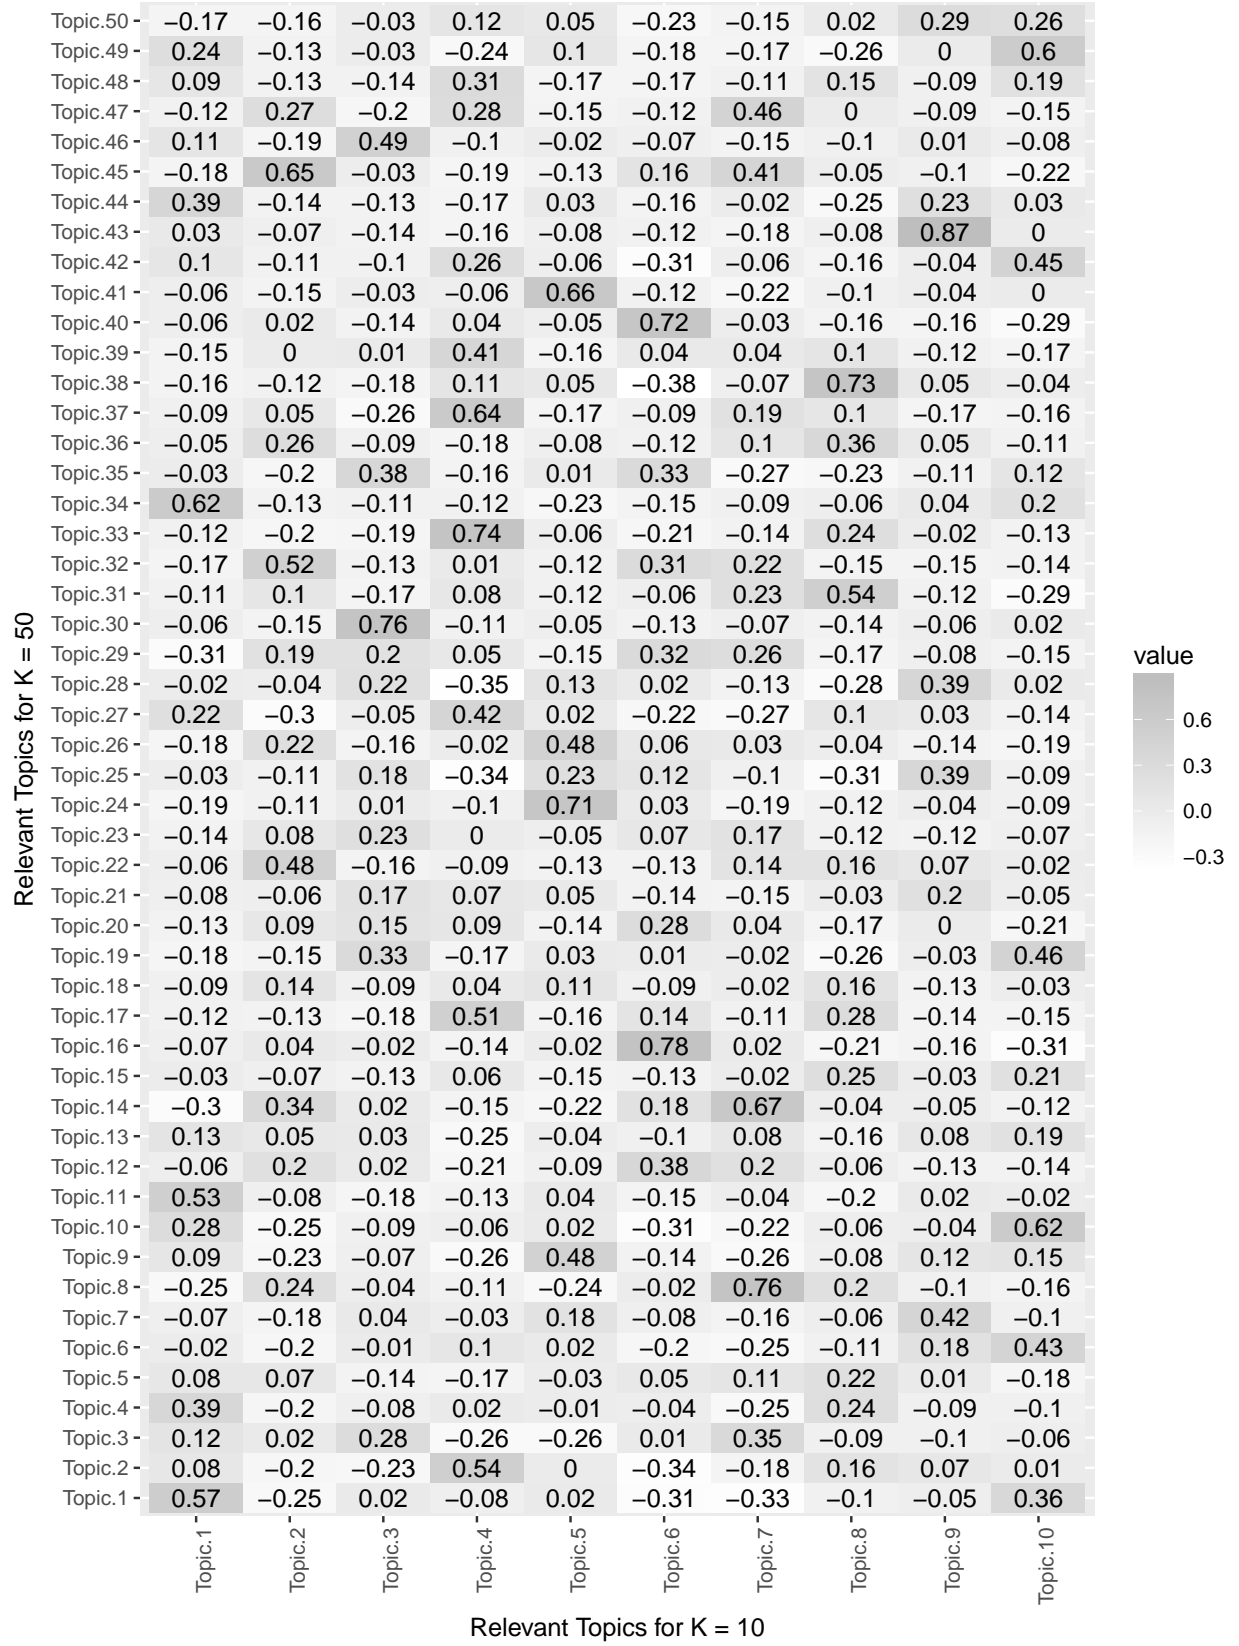 Topic.50 −0.17 −0.16 −0.03 0.12 0.05 −0.23 −0.15 0.02 0.29 0.26
Topic.49 0.24 −0.13 −0.03 −0.24 0.1 −0.18 −0.17 −0.26 0 0.6
Topic.48 0.09 −0.13 −0.14 0.31 −0.17 −0.17 −0.11 0.15 −0.09 0.19
Topic.47 −0.12 0.27 −0.2 0.28 −0.15 −0.12 0.46 0 −0.09 −0.15
Topic.46 0.11 −0.19 0.49 −0.1 −0.02 −0.07 −0.15 −0.1 0.01 −0.08
Topic.45 −0.18 0.65 −0.03 −0.19 −0.13 0.16 0.41 −0.05 −0.1 −0.22
Topic.44 0.39 −0.14 −0.13 −0.17 0.03 −0.16 −0.02 −0.25 0.23 0.03
Topic.43 0.03 −0.07 −0.14 −0.16 −0.08 −0.12 −0.18 −0.08 0.87 0
Topic.42 0.1 −0.11 −0.1 0.26 −0.06 −0.31 −0.06 −0.16 −0.04 0.45
Topic.41 −0.06 −0.15 −0.03 −0.06 0.66 −0.12 −0.22 −0.1 −0.04 0
Topic.40 −0.06 0.02 −0.14 0.04 −0.05 0.72 −0.03 −0.16 −0.16 −0.29
Topic.39 −0.15 0 0.01 0.41 −0.16 0.04 0.04 0.1 −0.12 −0.17
Topic.38 −0.16 −0.12 −0.18 0.11 0.05 −0.38 −0.07 0.73 0.05 −0.04
Topic.37 −0.09 0.05 −0.26 0.64 −0.17 −0.09 0.19 0.1 −0.17 −0.16
Topic.36 −0.05 0.26 −0.09 −0.18 −0.08 −0.12 0.1 0.36 0.05 −0.11
Topic.35 −0.03 −0.2 0.38 −0.16 0.01 0.33 −0.27 −0.23 −0.11 0.12
Topic.34 0.62 −0.13 −0.11 −0.12 −0.23 −0.15 −0.09 −0.06 0.04 0.2
Topic.33 −0.12 −0.2 −0.19 0.74 −0.06 −0.21 −0.14 0.24 −0.02 −0.13
Topic.32 −0.17 0.52 −0.13 0.01 −0.12 0.31 0.22 −0.15 −0.15 −0.14
Topic.31 −0.11 0.1 −0.17 0.08 −0.12 −0.06 0.23 0.54 −0.12 −0.29
Topic.30 −0.06 −0.15 0.76 −0.11 −0.05 −0.13 −0.07 −0.14 −0.06 0.02
Topic.29 −0.31 0.19 0.2 0.05 −0.15 0.32 0.26 −0.17 −0.08 −0.15
Topic.28 −0.02 −0.04 0.22 −0.35 0.13 0.02 −0.13 −0.28 0.39 0.02
Topic.27 0.22 −0.3 −0.05 0.42 0.02 −0.22 −0.27 0.1 0.03 −0.14
Topic.26 −0.18 0.22 −0.16 −0.02 0.48 0.06 0.03 −0.04 −0.14 −0.19
Topic.25 −0.03 −0.11 0.18 −0.34 0.23 0.12 −0.1 −0.31 0.39 −0.09
Topic.24 −0.19 −0.11 0.01 −0.1 0.71 0.03 −0.19 −0.12 −0.04 −0.09
Topic.23 −0.14 0.08 0.23 0 −0.05 0.07 0.17 −0.12 −0.12 −0.07
Topic.22 −0.06 0.48 −0.16 −0.09 −0.13 −0.13 0.14 0.16 0.07 −0.02
Topic.21 −0.08 −0.06 0.17 0.07 0.05 −0.14 −0.15 −0.03 0.2 −0.05
Topic.20 −0.13 0.09 0.15 0.09 −0.14 0.28 0.04 −0.17 0 −0.21
Topic.19 −0.18 −0.15 0.33 −0.17 0.03 0.01 −0.02 −0.26 −0.03 0.46
Topic.18 −0.09 0.14 −0.09 0.04 0.11 −0.09 −0.02 0.16 −0.13 −0.03
Topic.17 −0.12 −0.13 −0.18 0.51 −0.16 0.14 −0.11 0.28 −0.14 −0.15
Topic.16 −0.07 0.04 −0.02 −0.14 −0.02 0.78 0.02 −0.21 −0.16 −0.31
Topic.15 −0.03 −0.07 −0.13 0.06 −0.15 −0.13 −0.02 0.25 −0.03 0.21
Topic.14 −0.3 0.34 0.02 −0.15 −0.22 0.18 0.67 −0.04 −0.05 −0.12
Topic.13 0.13 0.05 0.03 −0.25 −0.04 −0.1 0.08 −0.16 0.08 0.19
Topic.12 −0.06 0.2 0.02 −0.21 −0.09 0.38 0.2 −0.06 −0.13 −0.14
Topic.11 0.53 −0.08 −0.18 −0.13 0.04 −0.15 −0.04 −0.2 0.02 −0.02
Topic.10 0.28 −0.25 −0.09 −0.06 0.02 −0.31 −0.22 −0.06 −0.04 0.62
Topic.9 0.09 −0.23 −0.07 −0.26 0.48 −0.14 −0.26 −0.08 0.12 0.15
Topic.8 −0.25 0.24 −0.04 −0.11 −0.24 −0.02 0.76 0.2 −0.1 −0.16
Topic.7 −0.07 −0.18 0.04 −0.03 0.18 −0.08 −0.16 −0.06 0.42 −0.1
Topic.6 −0.02 −0.2 −0.01 0.1 0.02 −0.2 −0.25 −0.11 0.18 0.43
Topic.5 0.08 0.07 −0.14 −0.17 −0.03 0.05 0.11 0.22 0.01 −0.18
Topic.4 0.39 −0.2 −0.08 0.02 −0.01 −0.04 −0.25 0.24 −0.09 −0.1
Topic.3 0.12 0.02 0.28 −0.26 −0.26 0.01 0.35 −0.09 −0.1 −0.06
Topic.2 0.08 −0.2 −0.23 0.54 0 −0.34 −0.18 0.16 0.07 0.01
Topic.1 0.57 −0.25 0.02 −0.08 0.02 −0.31 −0.33 −0.1 −0.05 0.36
Topic.1 Topic.2 Topic.3 Topic.4 Topic.5 Topic.6 Topic.7 Topic.8 Topic.9 Topic.10
Relevant Topics for K = 10
Relevant Topics for K = 50
value
0.6
0.3
0.0
−0.3